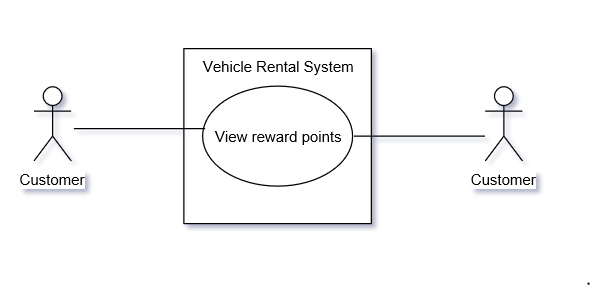 Vehicle Rental System
View reward points
Customer
Customer
.